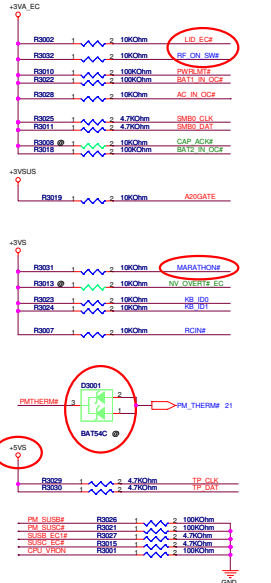 +3VA_EC
R3002 1 2 10KOhm LID_EC#
R3032 1 2 10KOhm RF_ON_SW#
R3010 1 2 100KOhm PWRLMT#
R3022 1 2 100KOhm BAT1_IN_OC#
R3028 1 2 10KOhm AC_IN_OC#
R3025 1 2 4.7KOhm SMB0_CLK
R3011 1 2 4.7KOhm SMB0_DAT
R3008 @ 1 2 10KOhm CAP_ACK#
R3018 1 2 100KOhm BAT2_IN_OC#
+3VSUS
R3019 1 2 10KOhm A20GATE
+3VS
R3031 1 2 10KOhm MARATHON#
R3013 @ 1 2 10KOhm NV_OVERT#_EC
R3023 1 2 10KOhm KB_ID0
R3024 1 2 10KOhm KB_ID1
R3007 1 2 10KOhm RCIN#
D3001
PMTHERM# 3 2 1 PM_THERM# 21
BAT54C @
+5VS
R3029 1 2 4.7KOhm TP_CLK
R3030 1 2 4.7KOhm TP_DAT
PM_SUSB# R3026 1 2 100KOhm
PM_SUSC# R3021 1 2 100KOhm
SUSB_EC1# R3027 1 2 4.7KOhm
SUSC_EC# R3015 1 2 4.7KOhm
CPU_VRON R3001 1 2 100KOhm
GND